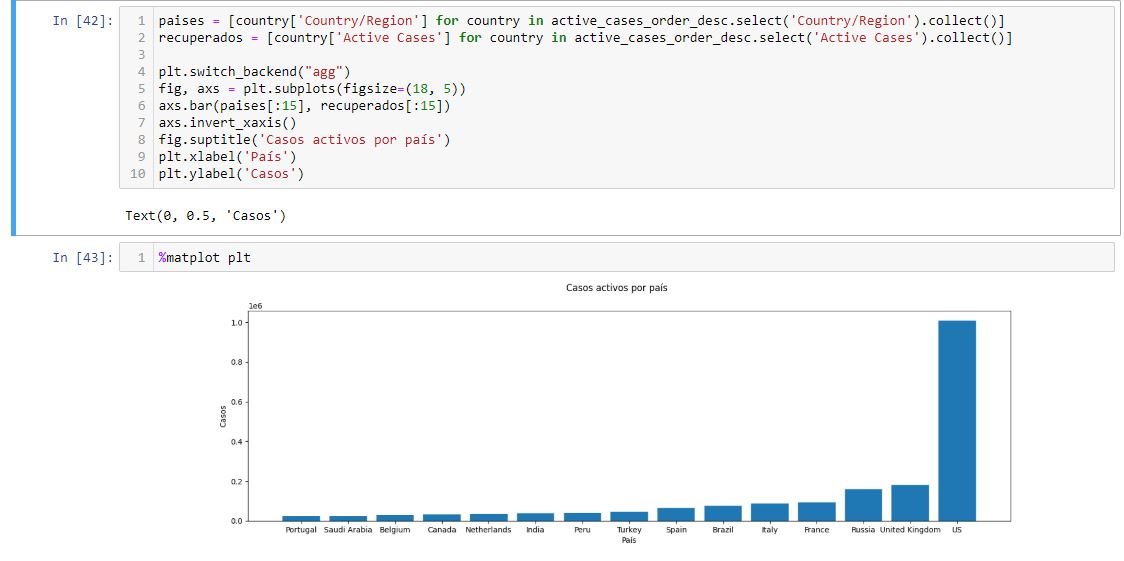 In [42]:
1 paises = [country['Country/Region'] for country in active_cases_order_desc.select('Country/Region').collect()]
2 recuperados = [country['Active Cases'] for country in active_cases_order_desc.select('Active Cases').collect()]
3
4 plt.switch_backend("agg")
5 fig, axs = plt.subplots(figsize=(18, 5))
6 axs.bar(paises[:15], recuperados[:15])
7 axs.invert_xaxis()
8 fig.suptitle('Casos activos por país')
9 plt.xlabel('País')
10 plt.ylabel('Casos')
Text(0, 0.5, 'Casos')
In [43]:
1 %matplot plt
Casos activos por país
1e6
1.0
0.8
0.6
0.4
0.2
0.0
Casos
Portugal Saudi Arabia Belgium Canada Netherlands India Peru Turkey Spain Brazil Italy France Russia United Kingdom US
País